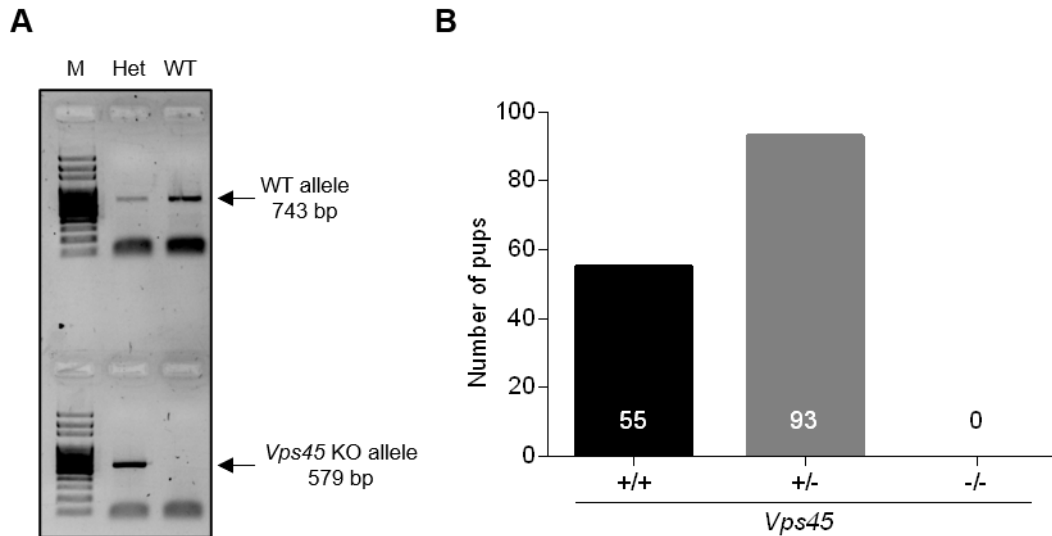 A
M Het WT
WT allele
743 bp
Vps45 KO allele
579 bp
B
Number of pups
100
80
60
40
20
0
55 93 0
+/+ +/- -/-
Vps45